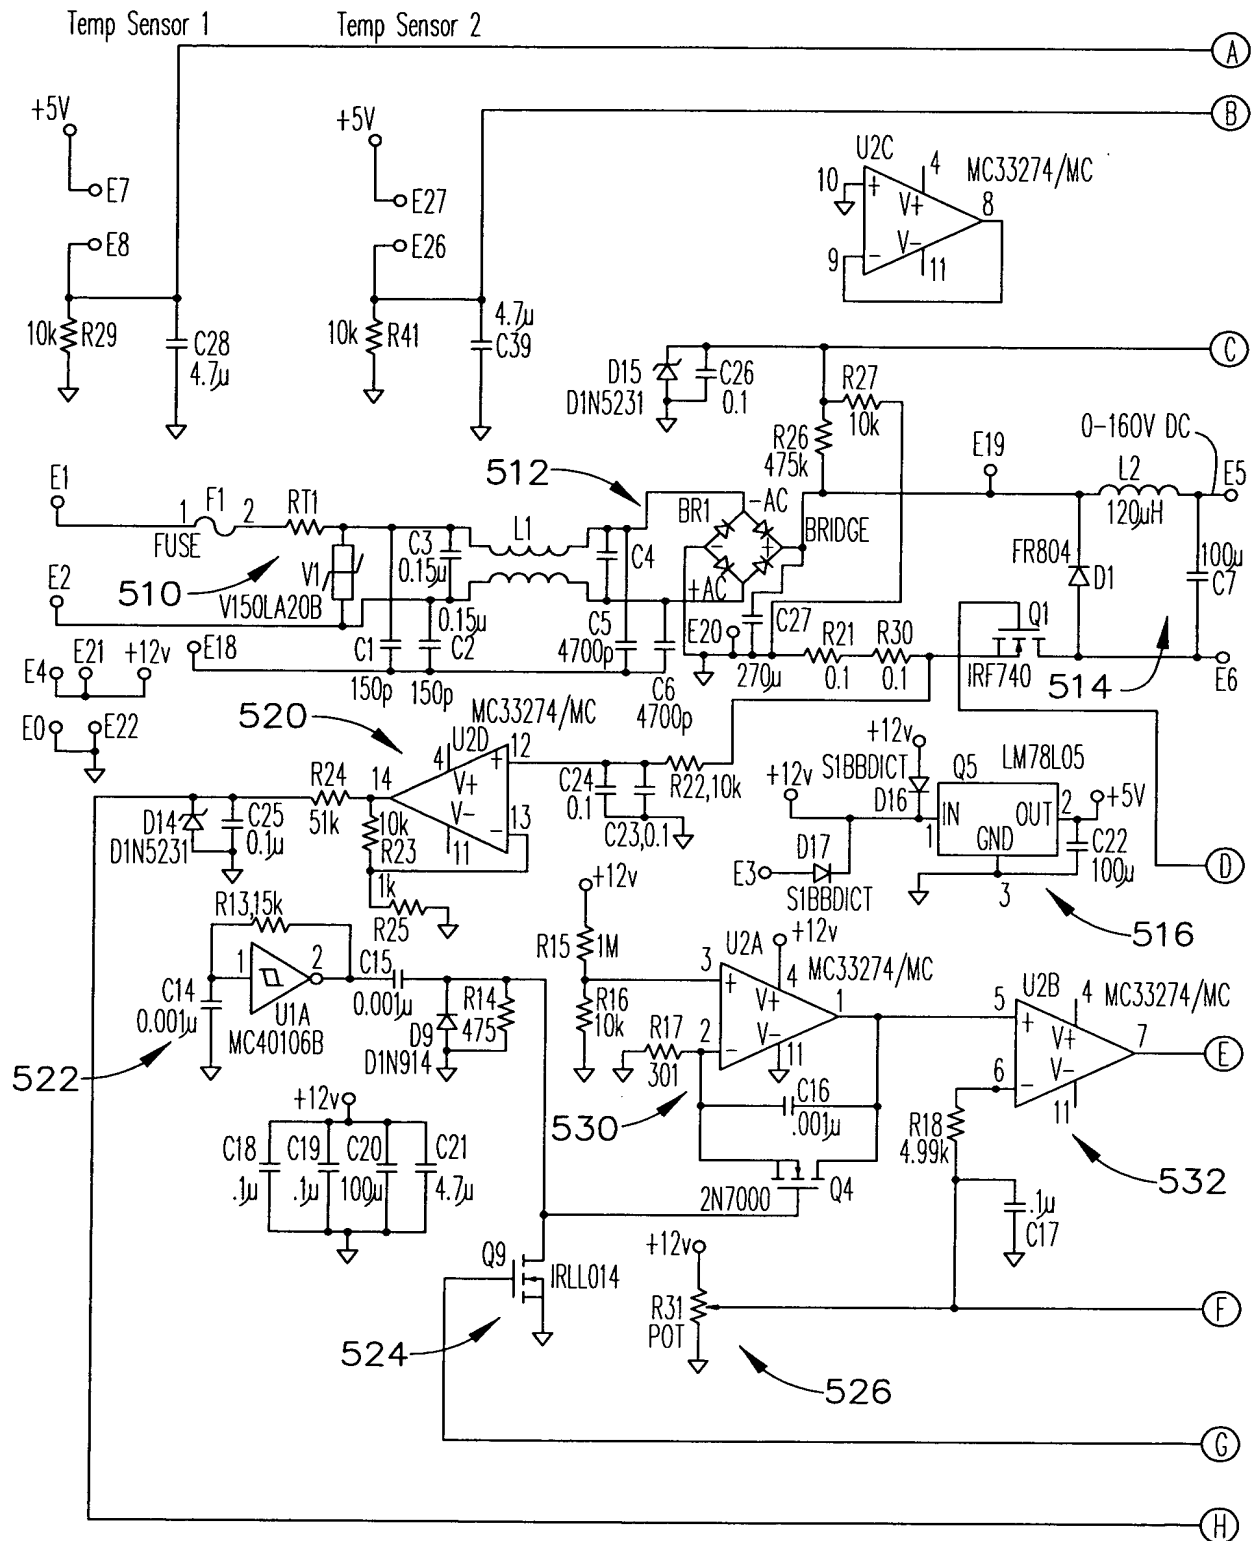 Temp Sensor 1
Temp Sensor 2
A
+5V
E7
E8
10k R29
C28
4.7µ
+5V
E27
E26
10k R41
4.7µ
C39
B
U2C
MC33274/MC
10 + V+ 4
8
9 - V- 11
C
D15
D1N5231
C26
0.1
R27
10k
R26
475k
E19
0-160V DC
L2
120µH
E5
E1
F1
1 2
FUSE
RT1
512
BR1
-AC
BRIDGE
- +
+AC
L1
C3
0.15µ
C4
FR804
D1
100µ
C7
E2
510
V1
V150LA20B
0.15µ
C2
C1
150p
150p
C5
4700p
C6
4700p
E20
C27
270µ
R21
0.1
R30
0.1
Q1
IRF740
514
E6
E18
E4
E21
+12v
E0
E22
520
MC33274/MC
U2D
12
4 +
14
V+
V-
13
-
11
R24
51k
10k
R23
1k
R25
C24
0.1
R22,10k
C23,0.1
D14
D1N5231
C25
0.1µ
+12v
S1BBDICT
D16
+12v
Q5
LM78L05
IN OUT
GND
1
2
3
+5V
C22
100µ
D17
E3
S1BBDICT
D
516
R13,15k
1
2
U1A
MC40106B
C14
0.001µ
522
C15
0.001µ
R14
475
D9
D1N914
+12v
R15
1M
R16
10k
R17
301
U2A
+12v
MC33274/MC
3
+
4
V+
1
2
-
V-
11
530
C16
.001µ
2N7000
Q4
U2B
MC33274/MC
5
+
4
V+
7
6
-
V-
11
E
R18
4.99k
532
.1µ
C17
+12v
C18
.1µ
C19
.1µ
C20
100µ
C21
4.7µ
Q9
IRLL014
524
+12v
R31
POT
F
526
G
H